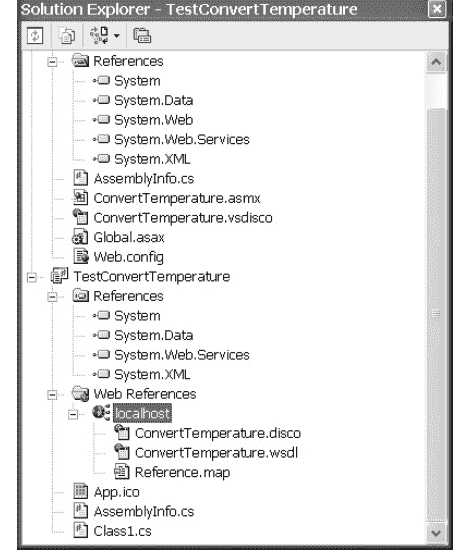 Solution Explorer - TestConvertTemperature
References
System
System.Data
System.Web
System.Web.Services
System.XML
AssemblyInfo.cs
ConvertTemperature.asmx
ConvertTemperature.vsdisco
Global.asax
Web.config
TestConvertTemperature
References
System
System.Data
System.Web.Services
System.XML
Web References
localhost
ConvertTemperature.disco
ConvertTemperature.wsdl
Reference.map
App.ico
AssemblyInfo.cs
Class1.cs